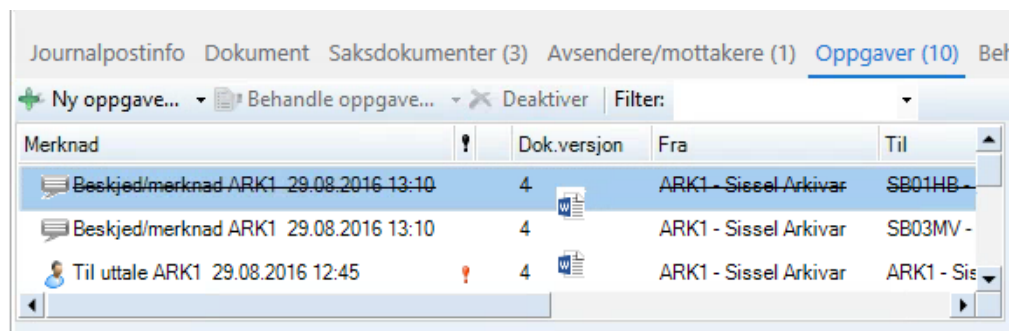 Journalpostinfo Dokument Saksdokumenter (3) Avsendere/mottakere (1) Oppgaver (10) Beh
Ny oppgave... Behandle oppgave... Deaktiver Filter:
Merknad Dok.versjon Fra Til
Beskjed/merknad ARK1 29.08.2016 13:10 4 ARK1 - Sissel Arkivar SB01HB -
Beskjed/merknad ARK1 29.08.2016 13:10 4 ARK1 - Sissel Arkivar SB03MV -
Til uttale ARK1 29.08.2016 12:45 4 ARK1 - Sissel Arkivar ARK1 - Sis